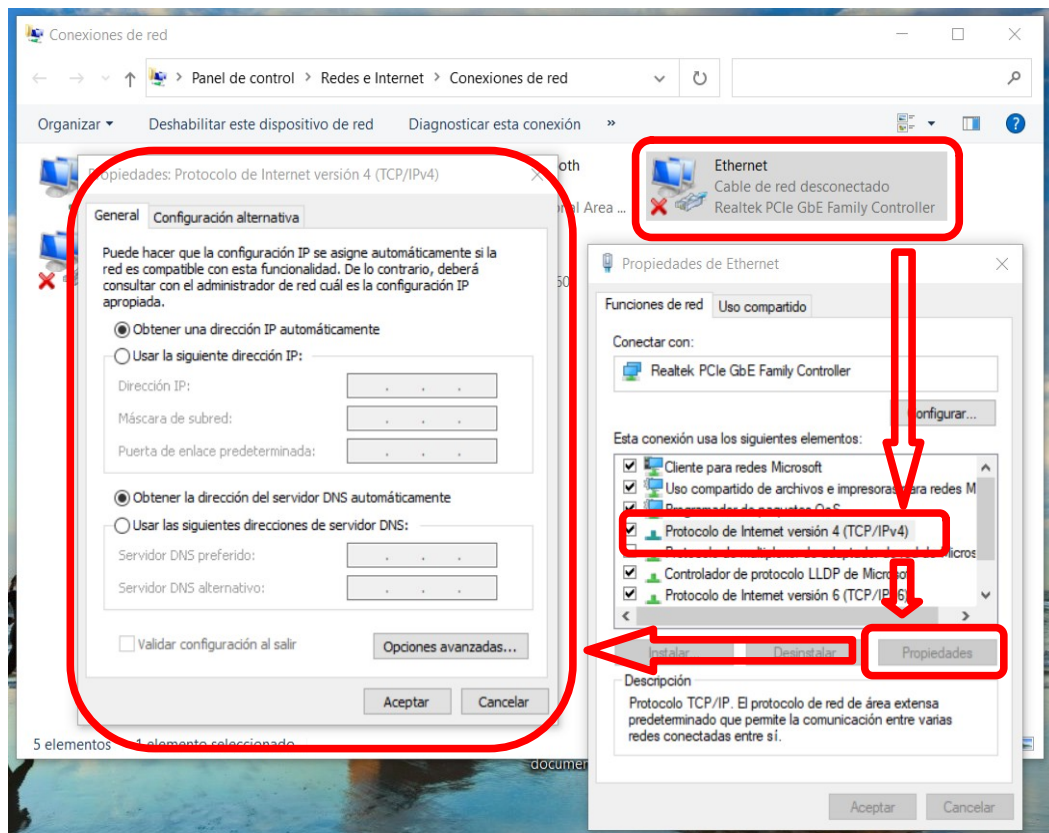 Conexiones de red
Panel de control > Redes e Internet > Conexiones de red
Organizar
Deshabilitar este dispositivo de red
Diagnosticar esta conexión
»
?
oth
Area ...
Ethernet
Cable de red desconectado
Realtek PCIe GbE Family Controller
Propiedades: Protocolo de Internet versión 4 (TCP/IPv4)
General
Configuración alternativa
Puede hacer que la configuración IP se asigne automáticamente si la
red es compatible con esta funcionalidad. De lo contrario, deberá
consultar con el administrador de red cuál es la configuración IP
apropiada.
Obtener una dirección IP automáticamente
Usar la siguiente dirección IP:
Dirección IP:
Máscara de subred:
Puerta de enlace predeterminada:
Obtener la dirección del servidor DNS automáticamente
Usar las siguientes direcciones de servidor DNS:
Servidor DNS preferido:
Servidor DNS alternativo:
Validar configuración al salir
Opciones avanzadas...
Aceptar
Cancelar
Propiedades de Ethernet
Funciones de red
Uso compartido
Conectar con:
Realtek PCIe GbE Family Controller
Configurar...
Esta conexión usa los siguientes elementos:
Cliente para redes Microsoft
Uso compartido de archivos e impresoras para redes M
Programador de paquetes QoS
Protocolo de Internet versión 4 (TCP/IPv4)
Controlador de protocolo LLDP de Microsoft
Protocolo de Internet versión 6 (TCP/IPv6)
Instalar...
Desinstalar
Propiedades
Descripción
Protocolo TCP/IP. El protocolo de red de área extensa
predeterminado que permite la comunicación entre varias
redes conectadas entre sí.
Aceptar
Cancelar
5 elementos
1 elemento seleccionado
documen